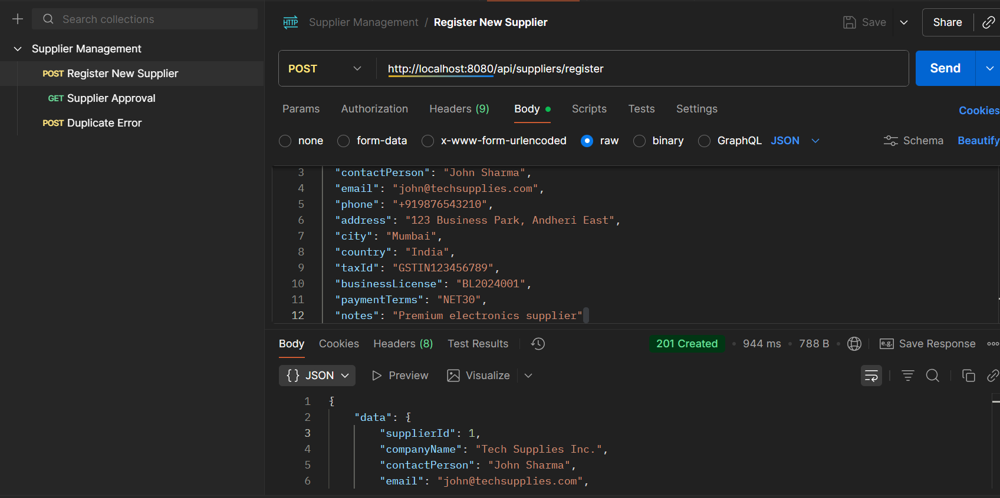 Search collections
Supplier Management
POST Register New Supplier
GET Supplier Approval
POST Duplicate Error
HTTP Supplier Management / Register New Supplier
Save
Share
POST
http://localhost:8080/api/suppliers/register
Send
Params Authorization Headers (9) Body Scripts Tests Settings
Cookies
none form-data x-www-form-urlencoded raw binary GraphQL JSON
Schema Beautify
3 "contactPerson": "John Sharma",
4 "email": "john@techsupplies.com",
5 "phone": "+919876543210",
6 "address": "123 Business Park, Andheri East",
7 "city": "Mumbai",
8 "country": "India",
9 "taxId": "GSTIN123456789",
10 "businessLicense": "BL2024001",
11 "paymentTerms": "NET30",
12 "notes": "Premium electronics supplier"
Body Cookies Headers (8) Test Results
201 Created • 944 ms • 788 B •
e.g. Save Response
{} JSON Preview Visualize
1 {
2 "data": {
3 "supplierId": 1,
4 "companyName": "Tech Supplies Inc.",
5 "contactPerson": "John Sharma",
6 "email": "john@techsupplies.com",